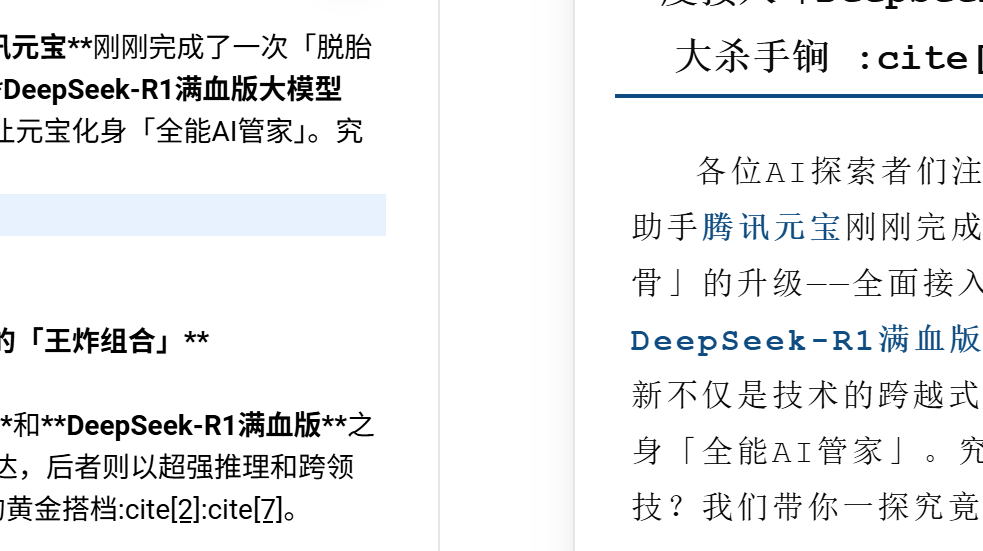 讯元宝**刚刚完成了一次「脱胎
*DeepSeek-R1满血版大模型
让元宝化身「全能AI管家」。究
的「王炸组合」**
*和**DeepSeek-R1满血版**之
达，后者则以超强推理和跨领
的黄金搭档:cite[2]:cite[7]。
大杀手锏 :cite[
各位AI探索者们注
助手腾讯元宝刚刚完成
骨」的升级——全面接入
DeepSeek-R1满血版
新不仅是技术的跨越式
身「全能AI管家」。究
技？我们带你一探究竟